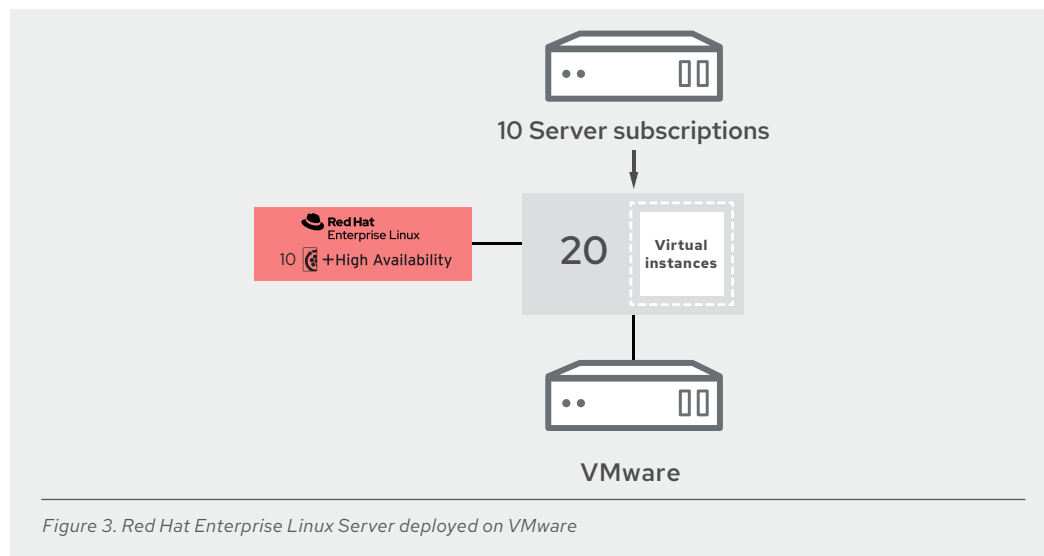 10 Server subscriptions
20
Virtual
instances
Red Hat
Enterprise Linux
10 +High Availability
VMware
Figure 3. Red Hat Enterprise Linux Server deployed on VMware